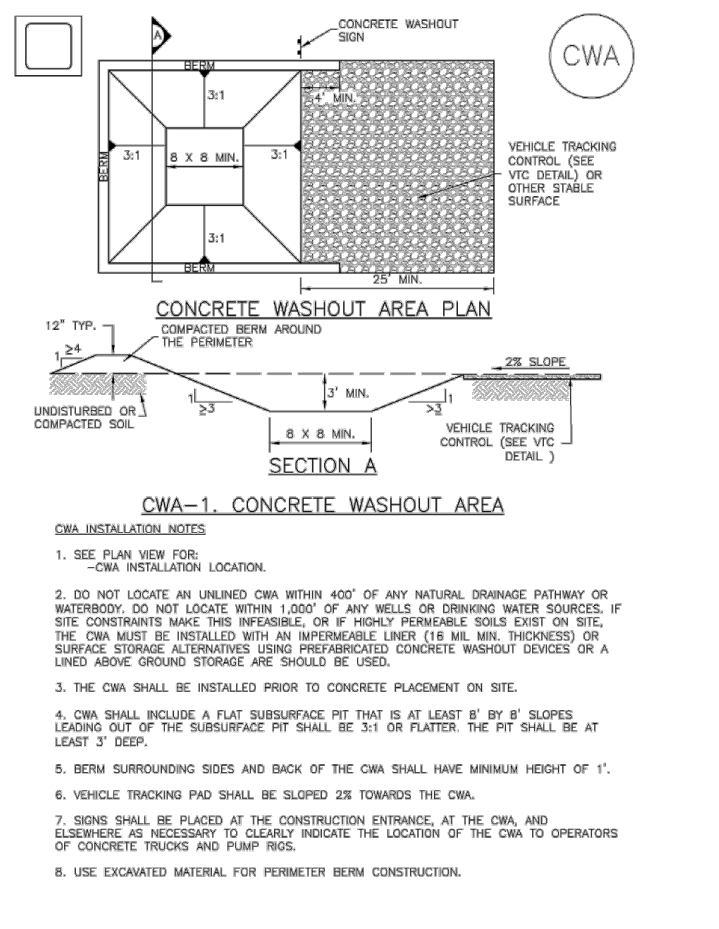 CONCRETE WASHOUT
SIGN
CWA
A
BERM
3:1
4' MIN.
BERM
3:1
8 X 8 MIN.
3:1
VEHICLE TRACKING
CONTROL (SEE
VTC DETAIL) OR
OTHER STABLE
SURFACE
3:1
BERM
25' MIN.
CONCRETE WASHOUT AREA PLAN
12" TYP.
COMPACTED BERM AROUND
THE PERIMETER
1
≥4
2% SLOPE
3' MIN.
1
≥3
1
>3
UNDISTURBED OR
COMPACTED SOIL
8 X 8 MIN.
VEHICLE TRACKING
CONTROL (SEE VTC
DETAIL )
SECTION A
CWA-1. CONCRETE WASHOUT AREA
CWA INSTALLATION NOTES
1. SEE PLAN VIEW FOR:
-CWA INSTALLATION LOCATION.
2. DO NOT LOCATE AN UNLINED CWA WITHIN 400' OF ANY NATURAL DRAINAGE PATHWAY OR
WATERBODY. DO NOT LOCATE WITHIN 1,000' OF ANY WELLS OR DRINKING WATER SOURCES. IF
SITE CONSTRAINTS MAKE THIS INFEASIBLE, OR IF HIGHLY PERMEABLE SOILS EXIST ON SITE,
THE CWA MUST BE INSTALLED WITH AN IMPERMEABLE LINER (16 MIL MIN. THICKNESS) OR
SURFACE STORAGE ALTERNATIVES USING PREFABRICATED CONCRETE WASHOUT DEVICES OR A
LINED ABOVE GROUND STORAGE ARE SHOULD BE USED.
3. THE CWA SHALL BE INSTALLED PRIOR TO CONCRETE PLACEMENT ON SITE.
4. CWA SHALL INCLUDE A FLAT SUBSURFACE PIT THAT IS AT LEAST 8' BY 8' SLOPES
LEADING OUT OF THE SUBSURFACE PIT SHALL BE 3:1 OR FLATTER. THE PIT SHALL BE AT
LEAST 3' DEEP.
5. BERM SURROUNDING SIDES AND BACK OF THE CWA SHALL HAVE MINIMUM HEIGHT OF 1'.
6. VEHICLE TRACKING PAD SHALL BE SLOPED 2% TOWARDS THE CWA.
7. SIGNS SHALL BE PLACED AT THE CONSTRUCTION ENTRANCE, AT THE CWA, AND
ELSEWHERE AS NECESSARY TO CLEARLY INDICATE THE LOCATION OF THE CWA TO OPERATORS
OF CONCRETE TRUCKS AND PUMP RIGS.
8. USE EXCAVATED MATERIAL FOR PERIMETER BERM CONSTRUCTION.